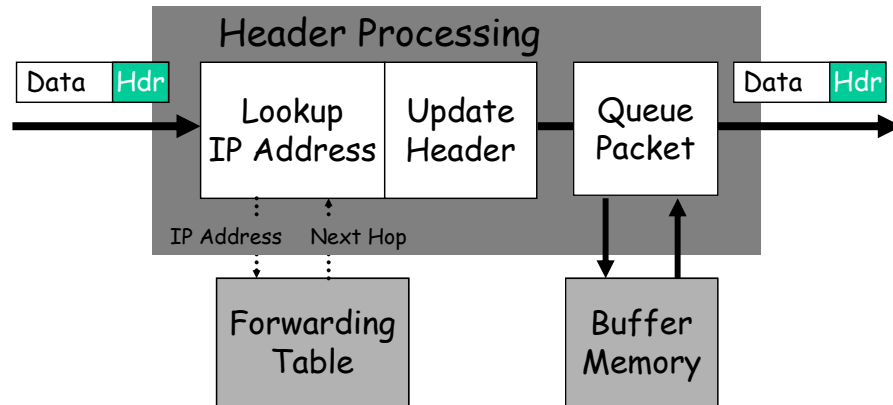 Header Processing
Data Hdr
Lookup
IP Address
Update
Header
Queue
Packet
Data Hdr
IP Address
Next Hop
Forwarding
Table
Buffer
Memory